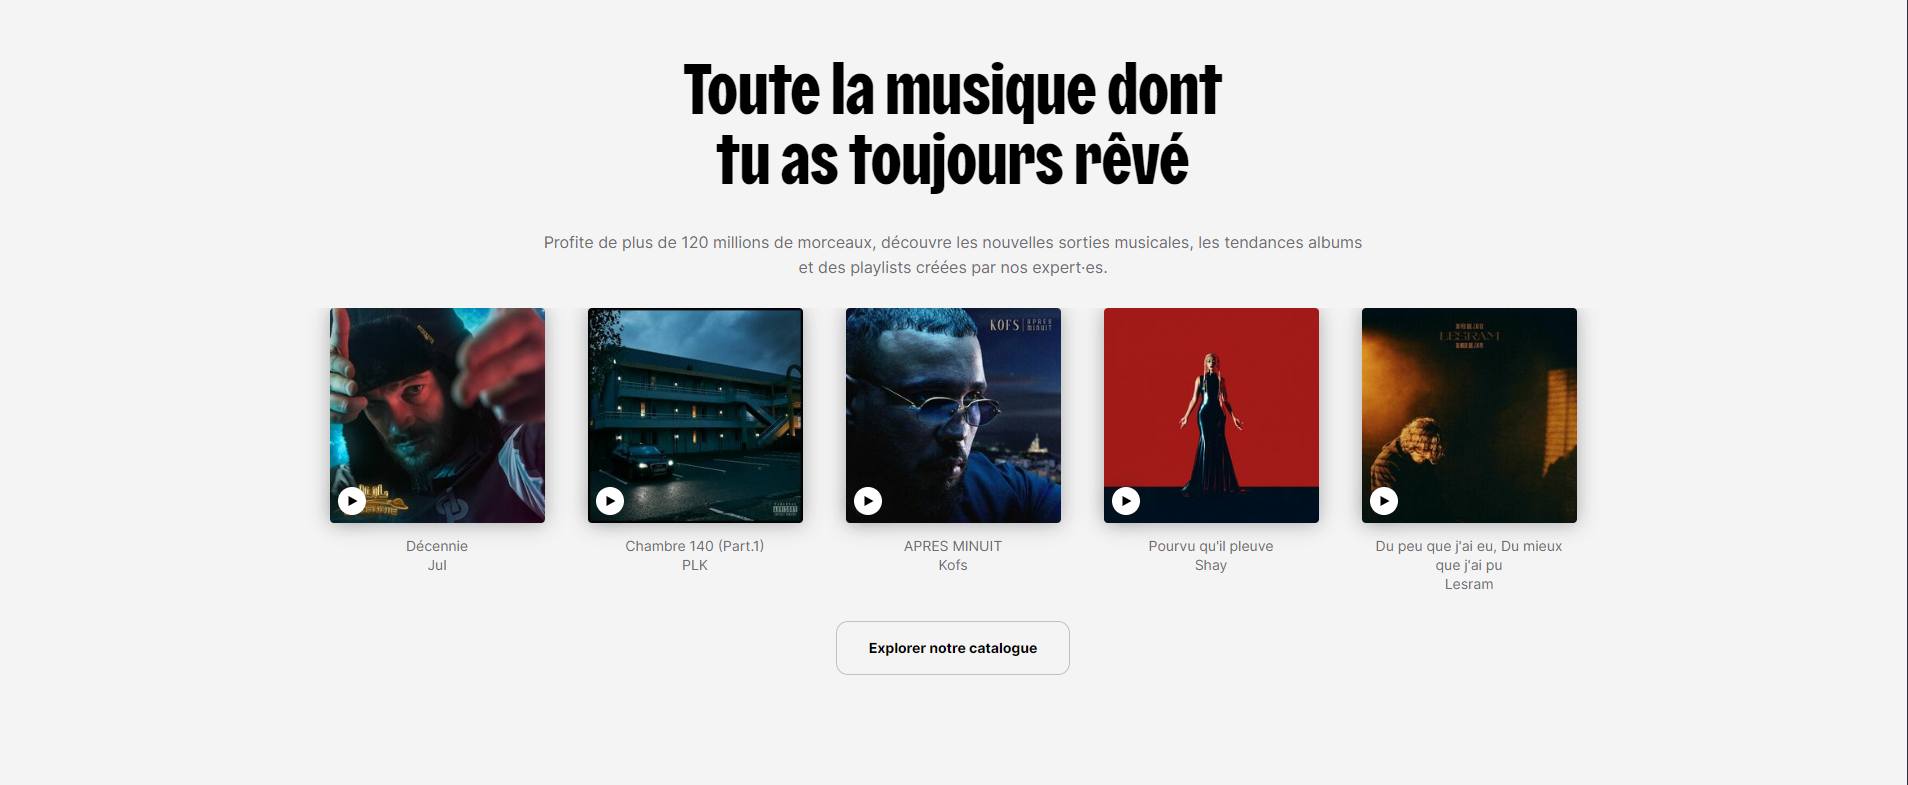 Toute la musique dont
tu as toujours rêvé
Profite de plus de 120 millions de morceaux, découvre les nouvelles sorties musicales, les tendances albums
et des playlists créées par nos expert·es.
KOFS | APRES
MINUIT
LESRAM
Décennie
Jul
Chambre 140 (Part.1)
PLK
APRES MINUIT
Kofs
Pourvu qu'il pleuve
Shay
Du peu que j'ai eu, Du mieux
que j'ai pu
Lesram
Explorer notre catalogue